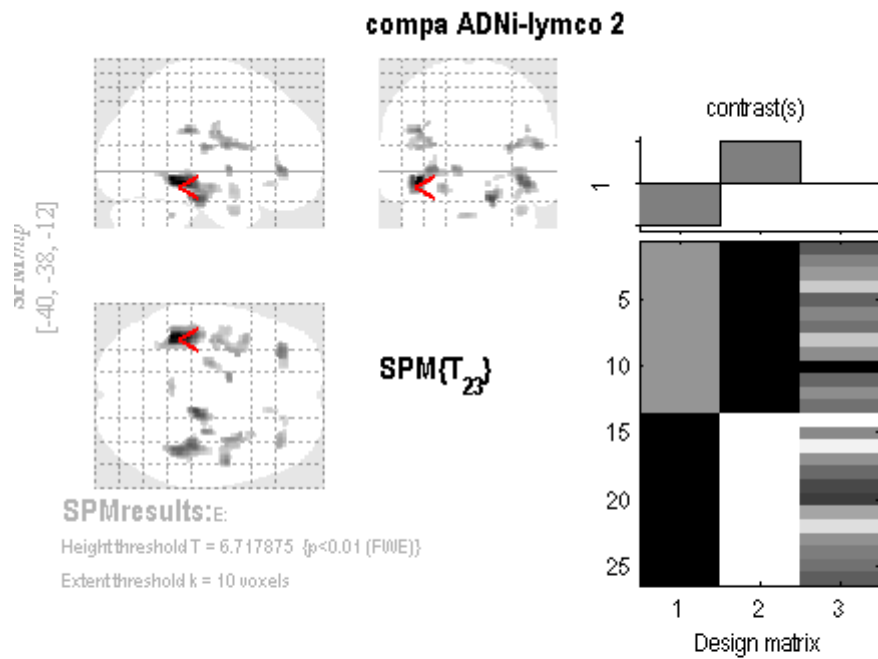 compa ADNi-lymco 2
contrast(s)
1
SPMmip
[-40, -38, -12]
SPM{T23}
5
10
15
20
25
1 2 3
Design matrix
SPMresults:E:
Height threshold T = 6.717875 {p<0.01 (FWE)}
Extent threshold k = 10 voxels